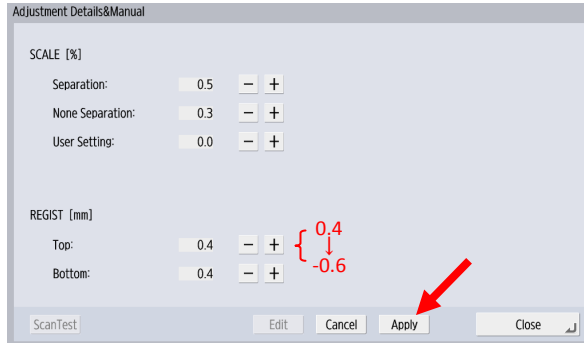 Adjustment Details&Manual
SCALE [%]
Separation: 0.5 − +
None Separation: 0.3 − +
User Setting: 0.0 − +
REGIST [mm]
0.4
Top: 0.4 − + { ↓
Bottom: 0.4 − + -0.6
ScanTest Edit Cancel Apply Close